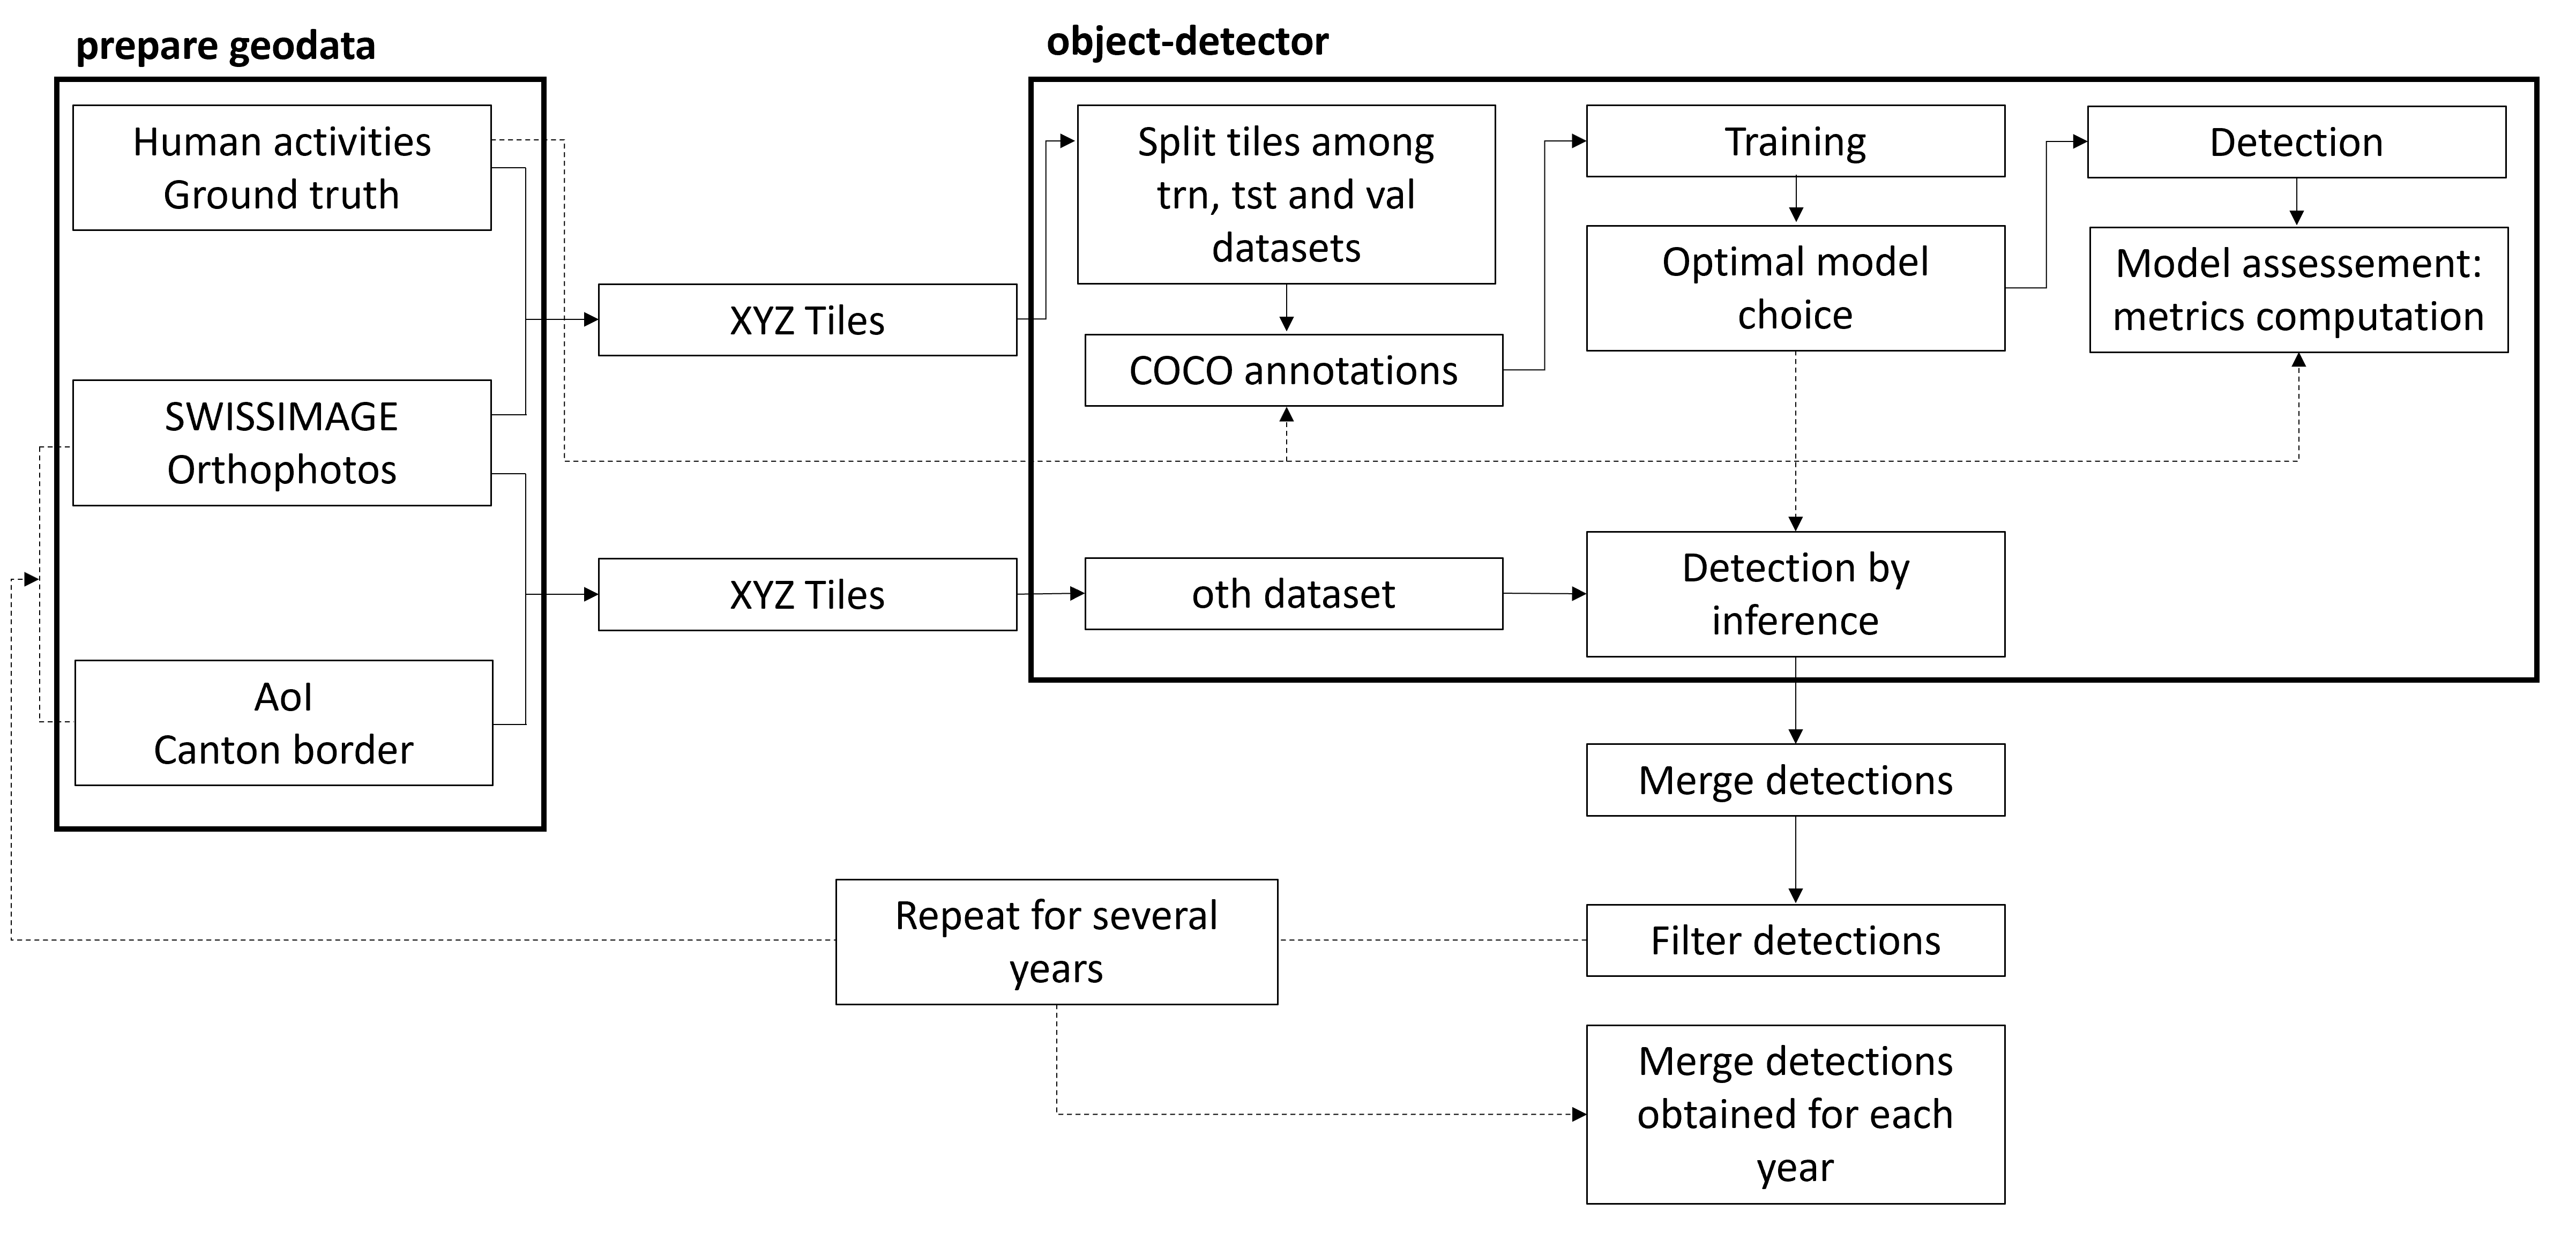 prepare geodata
Human activities
Ground truth
SWISSIMAGE
Orthophotos
AoI
Canton border
XYZ Tiles
XYZ Tiles
object-detector
Split tiles among
trn, tst and val
datasets
COCO annotations
Training
Optimal model
choice
Detection
Model assessement:
metrics computation
oth dataset
Detection by
inference
Merge detections
Filter detections
Repeat for several
years
Merge detections
obtained for each
year